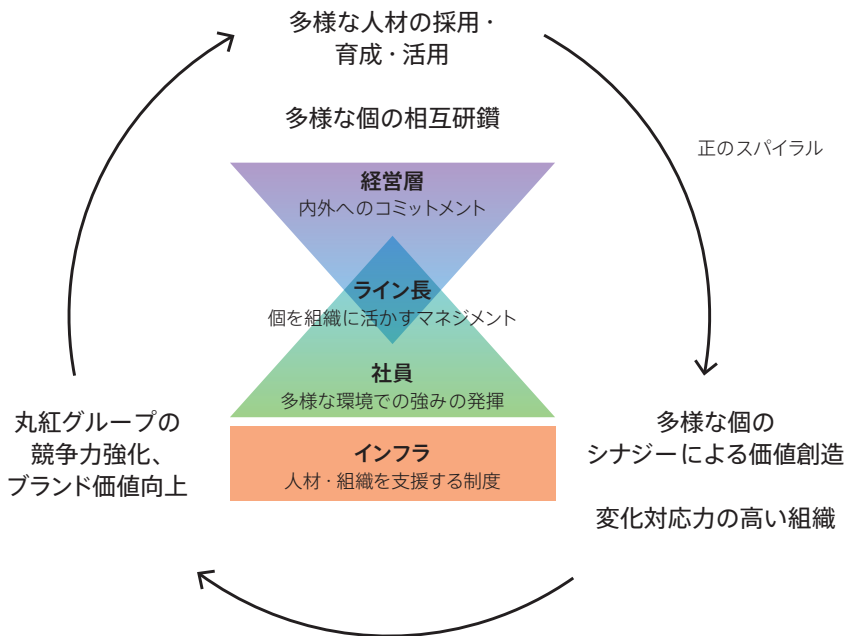 多様な人材の採用・
育成・活用
多様な個の相互研鑽
正のスパイラル
経営層
内外へのコミットメント
ライン長
個を組織に活かすマネジメント
社員
多様な環境での強みの発揮
インフラ
人材・組織を支援する制度
多様な個の
シナジーによる価値創造
変化対応力の高い組織
丸紅グループの
競争力強化、
ブランド価値向上